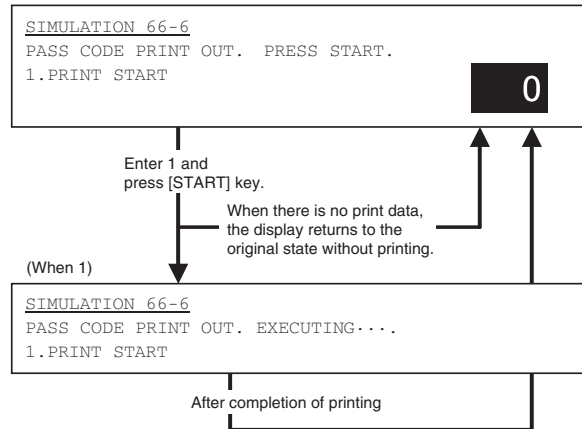 SIMULATION 66-6
PASS CODE PRINT OUT. PRESS START.
1.PRINT START
0
Enter 1 and
press [START] key.
When there is no print data,
the display returns to the
original state without printing.
(When 1)
SIMULATION 66-6
PASS CODE PRINT OUT. EXECUTING···.
1.PRINT START
After completion of printing